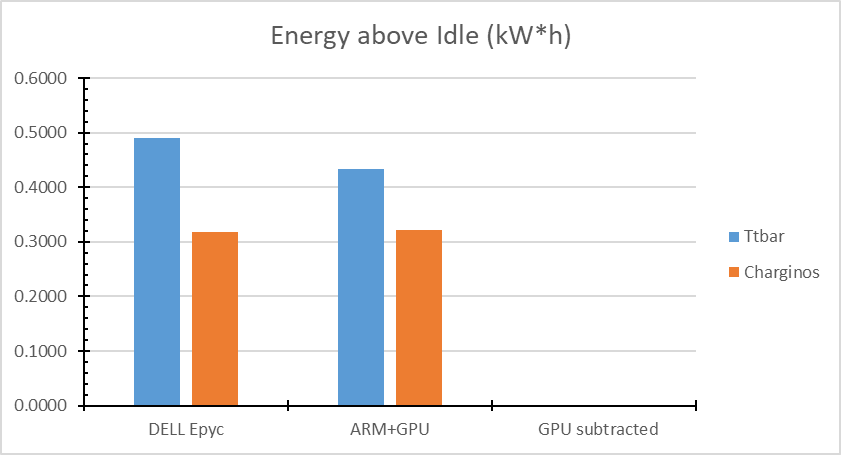 Energy above Idle (kW*h)
0.6000
0.5000
0.4000
0.3000
0.2000
0.1000
0.0000
DELL Epyc
ARM+GPU
GPU subtracted
Ttbar
Charginos